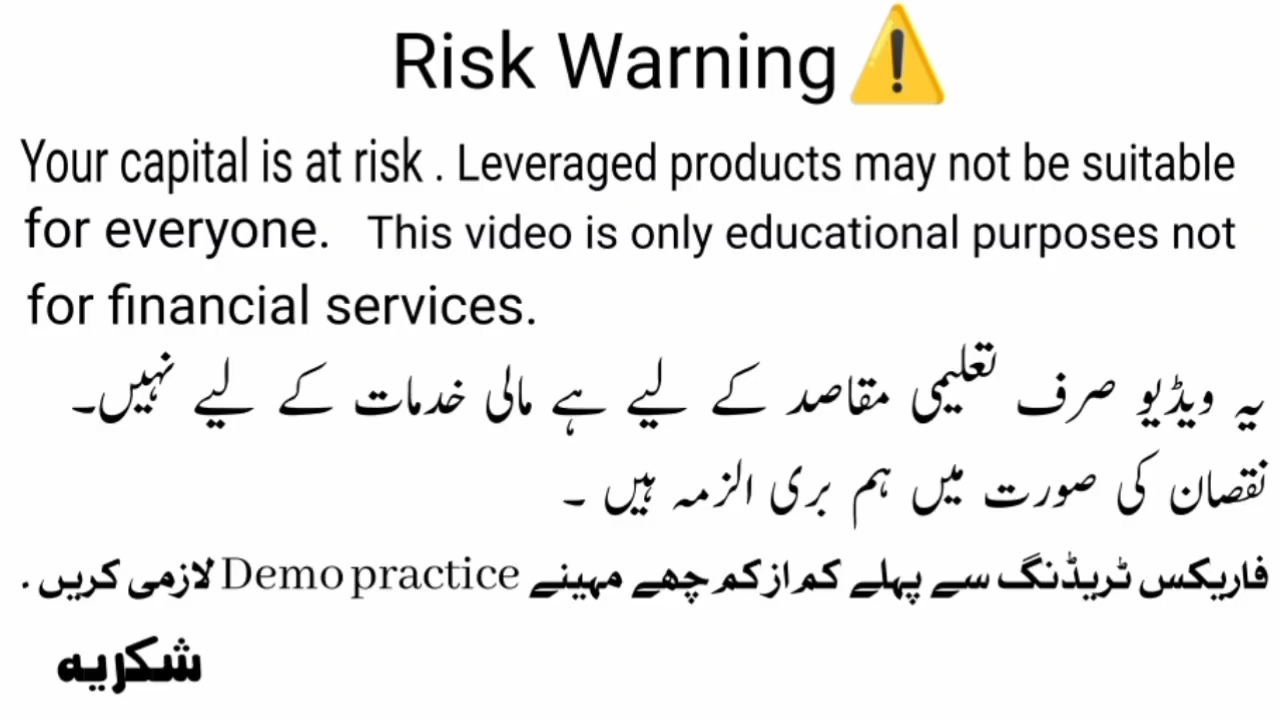 Risk Warning⚠️
Your capital is at risk . Leveraged products may not be suitable
for everyone. This video is only educational purposes not
for financial services.
یہ ویڈیو صرف تعلیمی مقاصد کے لیے ہے مالی خدمات کے لیے نہیں۔
نقصان کی صورت میں ہم بری الزمہ ہیں ۔
فاریکس ٹریڈنگ سے پہلے کم از کم چھے مہینے Demo practice لازمی کریں .
شکریہ